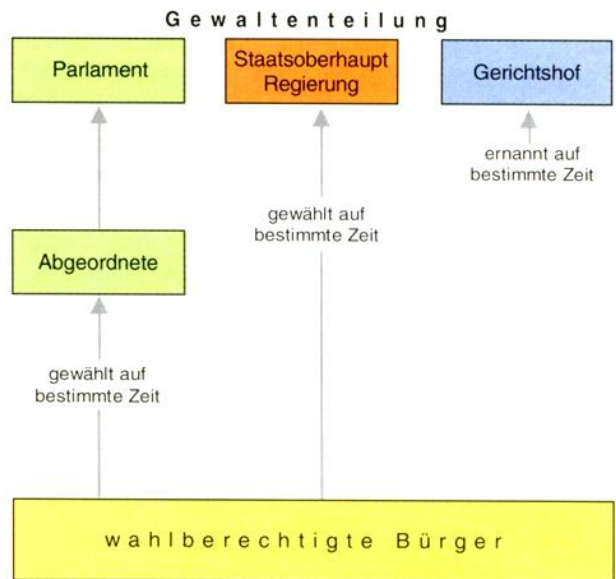 Gewaltenteilung
Parlament
Staatsoberhaupt
Regierung
Gerichtshof
ernannt auf
bestimmte Zeit
gewählt auf
bestimmte Zeit
Abgeordnete
gewählt auf
bestimmte Zeit
wahlberechtigte Bürger